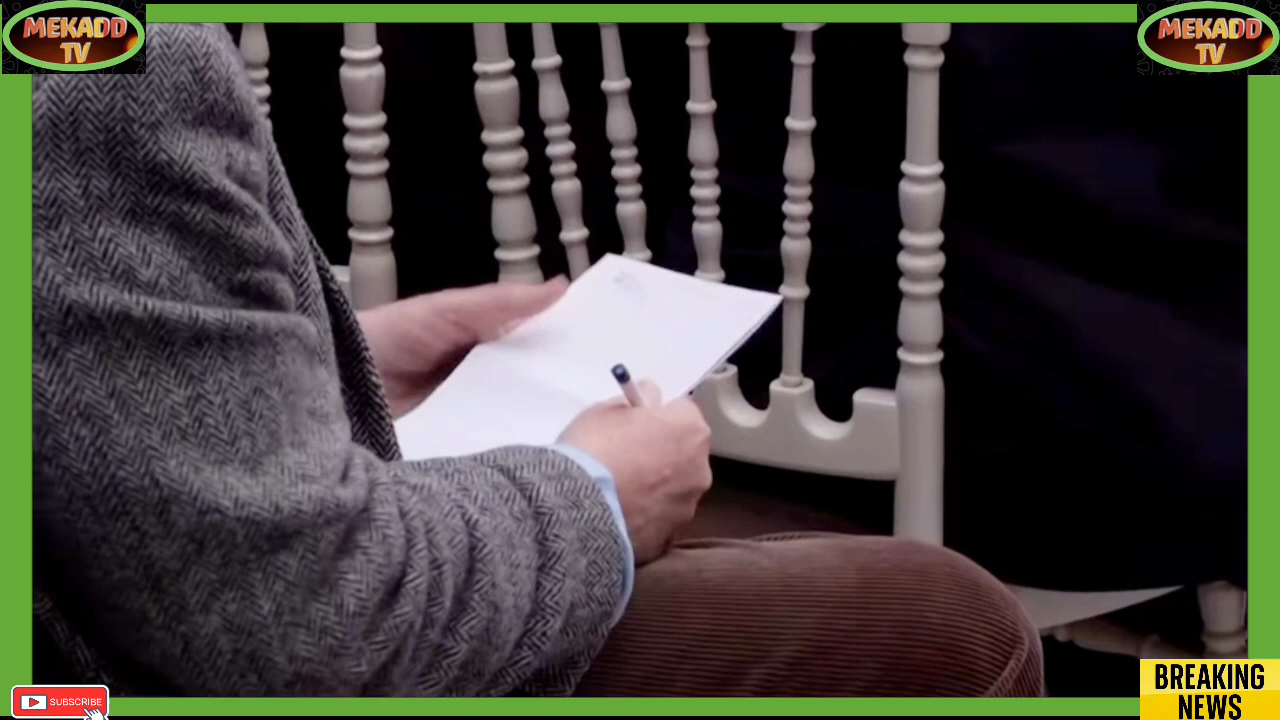 MEKADD
TV
MEKADD
TV
SUBSCRIBE
BREAKING
NEWS